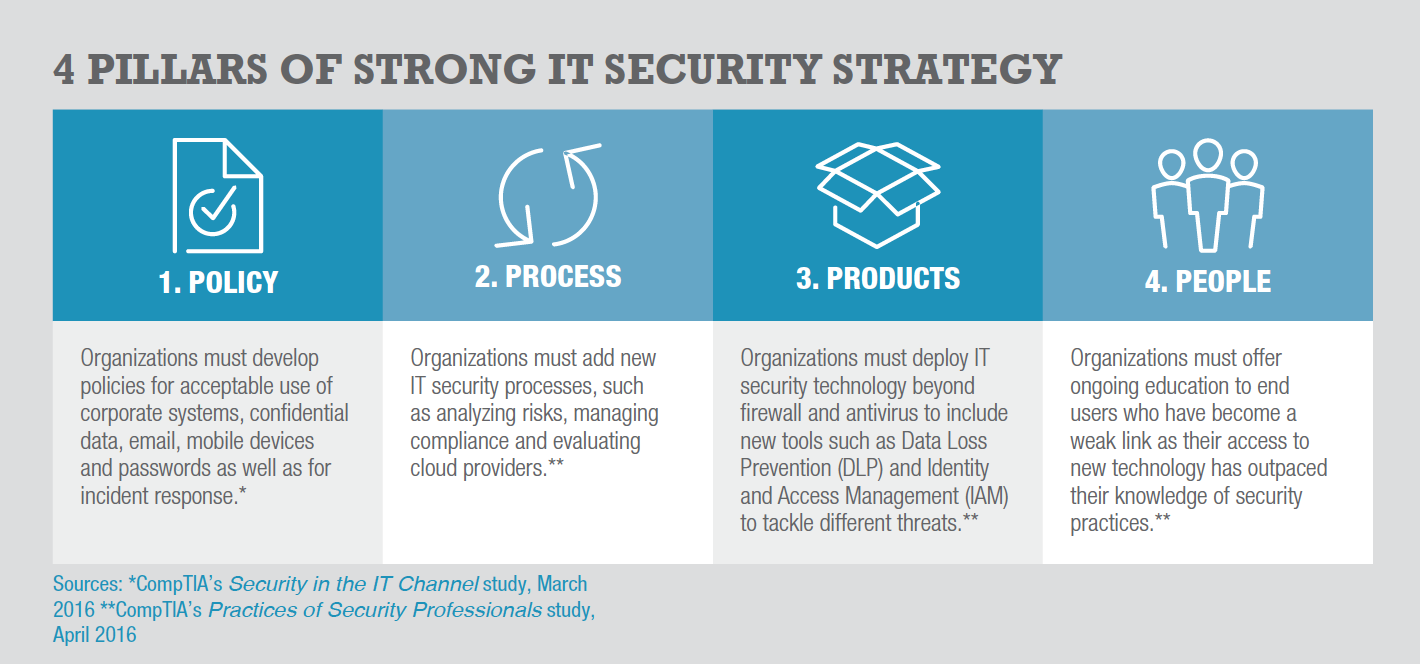 4 PILLARS OF STRONG IT SECURITY STRATEGY
1. POLICY
Organizations must develop
policies for acceptable use of
corporate systems, confidential
data, email, mobile devices
and passwords as well as for
incident response.*
2. PROCESS
Organizations must add new
IT security processes, such
as analyzing risks, managing
compliance and evaluating
cloud providers.**
3. PRODUCTS
Organizations must deploy IT
security technology beyond
firewall and antivirus to include
new tools such as Data Loss
Prevention (DLP) and Identity
and Access Management (IAM)
to tackle different threats.**
4. PEOPLE
Organizations must offer
ongoing education to end
users who have become a
weak link as their access to
new technology has outpaced
their knowledge of security
practices.**
Sources: *CompTIA's Security in the IT Channel study, March
2016 **CompTIA's Practices of Security Professionals study,
April 2016